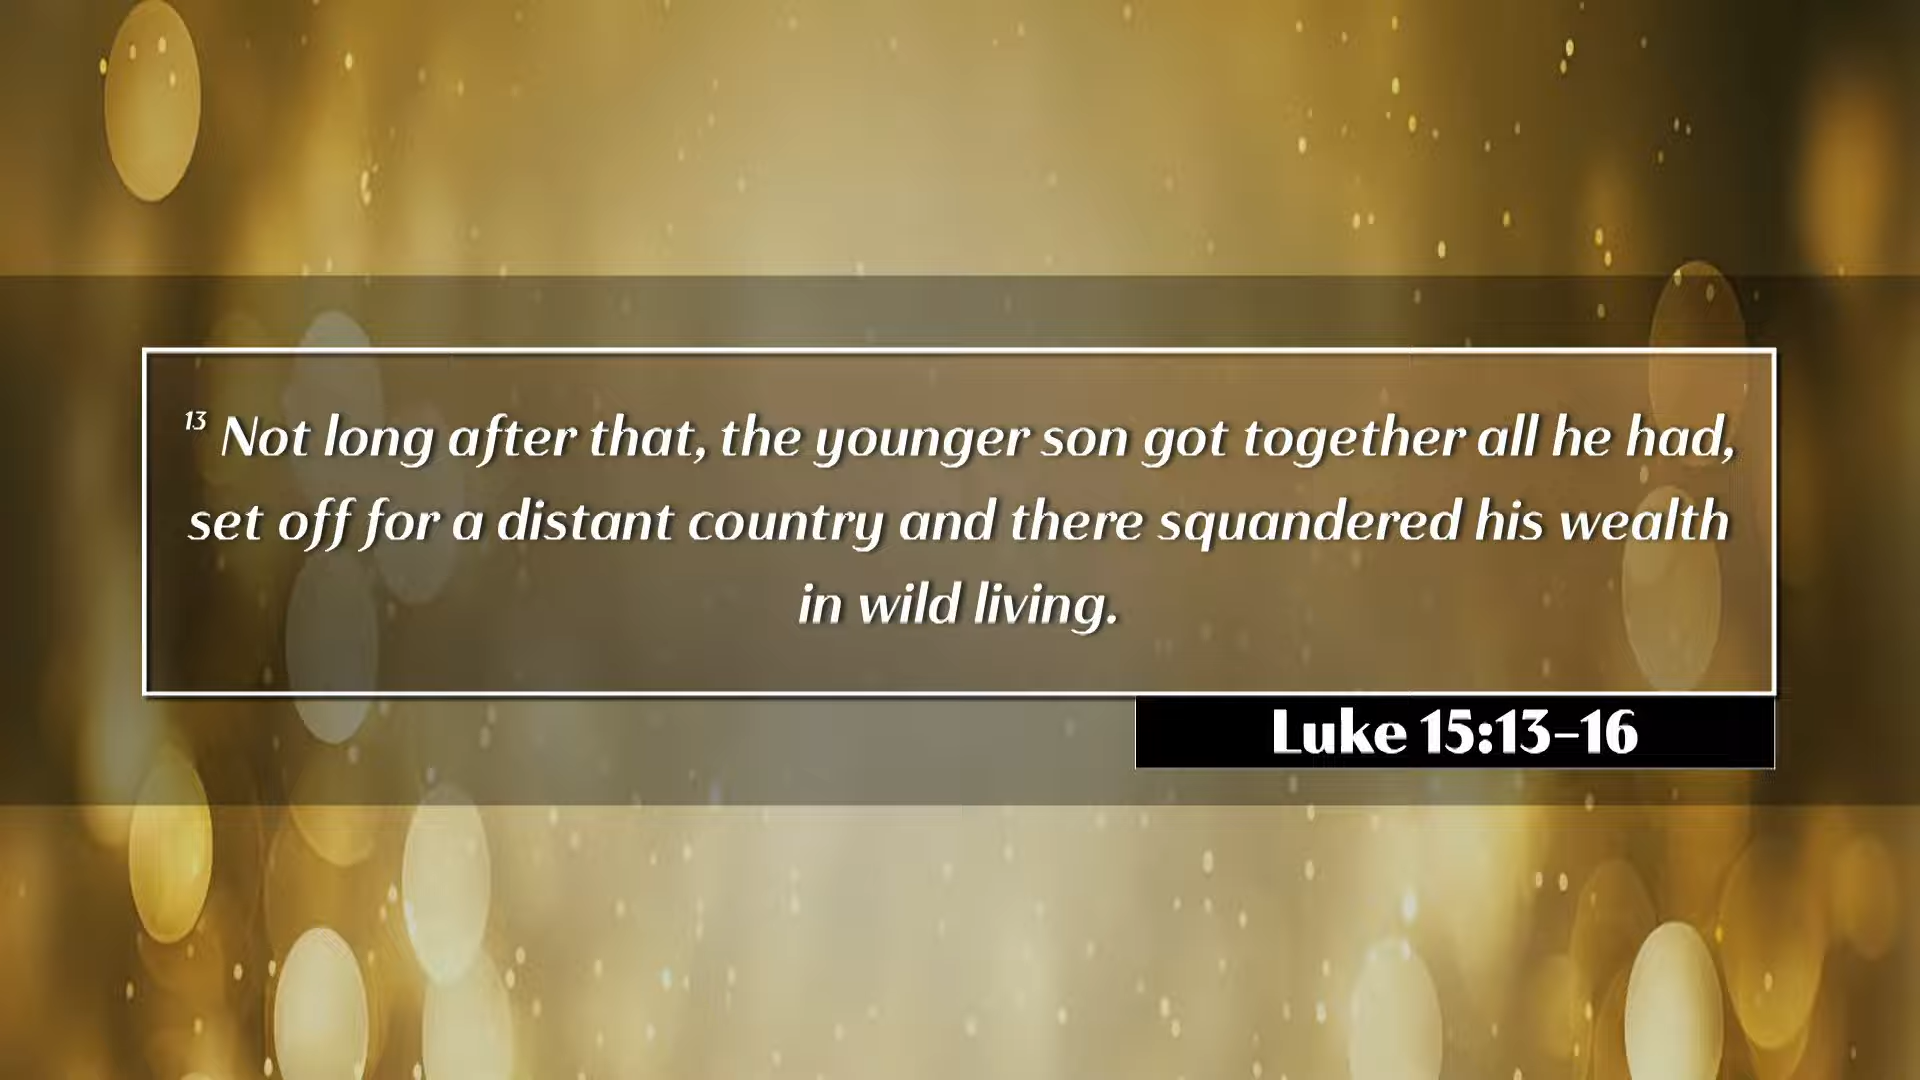 13 Not long after that, the younger son got together all he had,
set off for a distant country and there squandered his wealth
in wild living.
Luke 15:13–16